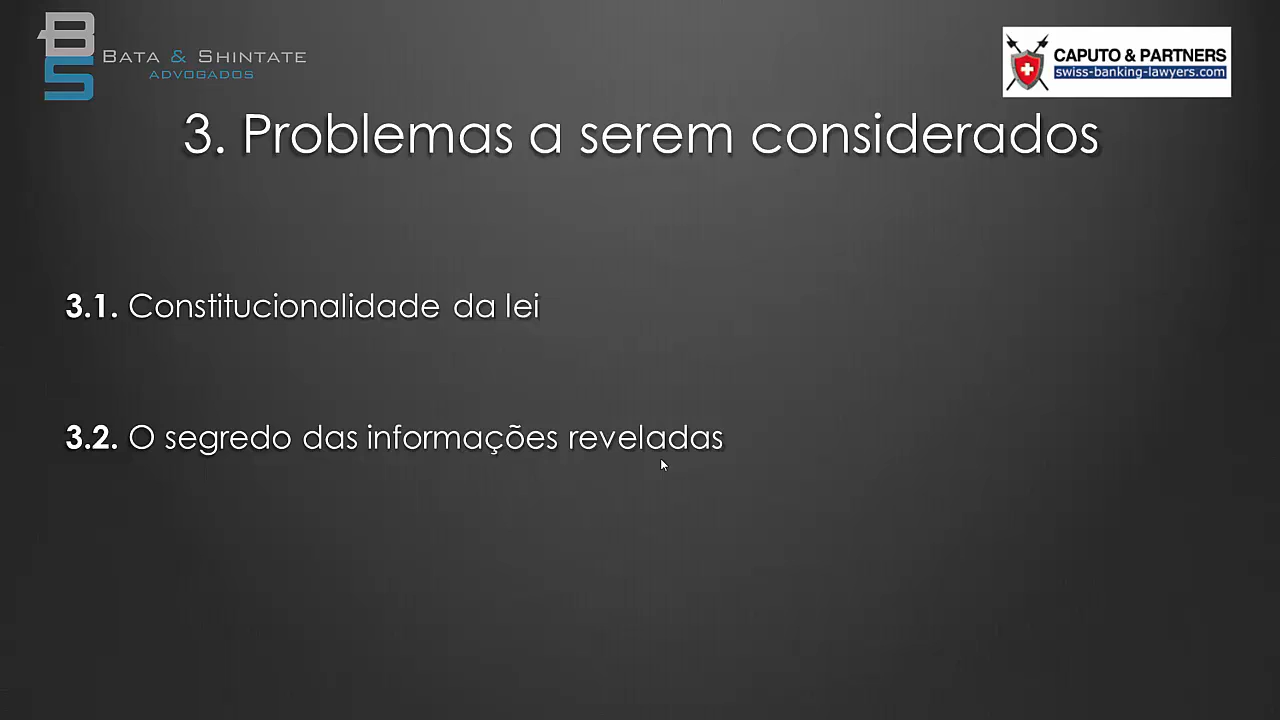 BS
BATA & SHINTATE
ADVOGADOS
CAPUTO & PARTNERS
swiss-banking-lawyers.com
3. Problemas a serem considerados
3.1. Constitucionalidade da lei
3.2. O segredo das informações reveladas